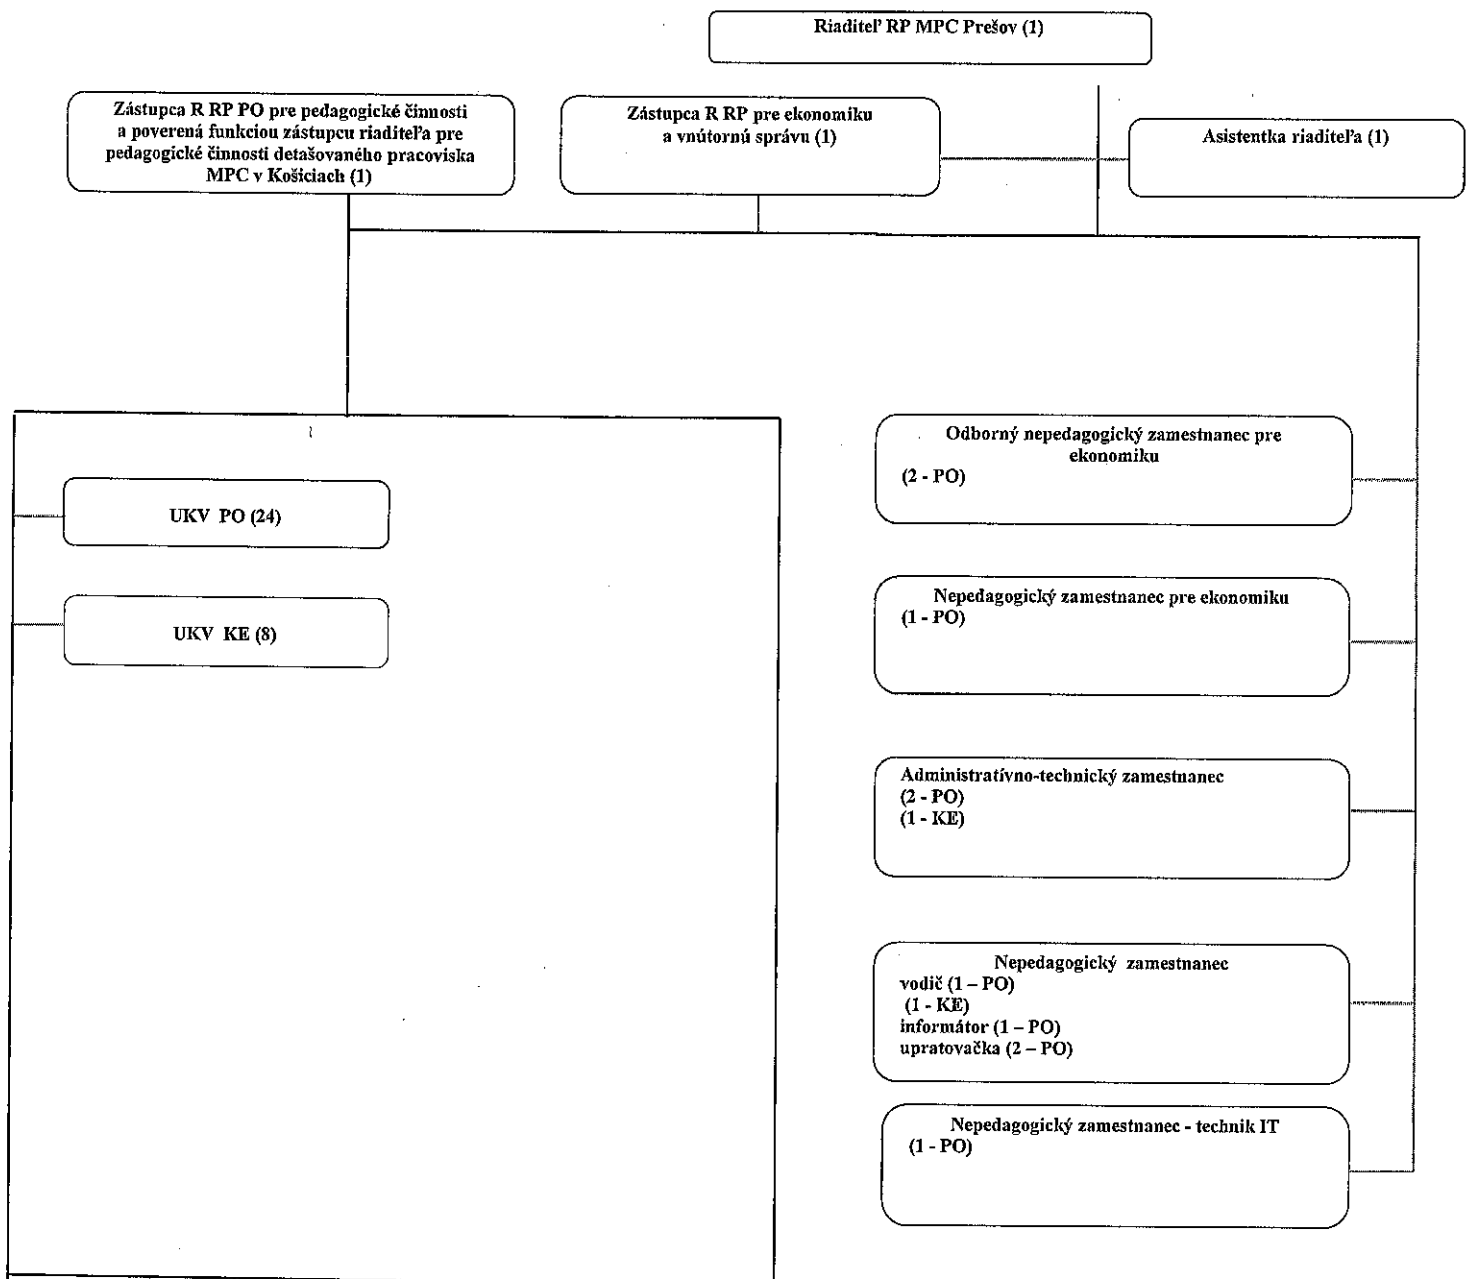 Riaditeľ RP MPC Prešov (1)
Zástupca R RP PO pre pedagogické činnosti
a poverená funkciou zástupcu riaditeľa pre
pedagogické činnosti detašovaného pracoviska
MPC v Košiciach (1)
Zástupca R RP pre ekonomiku
a vnútornú správu (1)
Asistentka riaditeľa (1)
UKV PO (24)
UKV KE (8)
Odborný nepedagogický zamestnanec pre
ekonomiku
(2 - PO)
Nepedagogický zamestnanec pre ekonomiku
(1 - PO)
Administratívno-technický zamestnanec
(2 - PO)
(1 - KE)
Nepedagogický zamestnanec
vodič (1 – PO)
(1 - KE)
informátor (1 – PO)
upratovačka (2 – PO)
Nepedagogický zamestnanec - technik IT
(1 - PO)